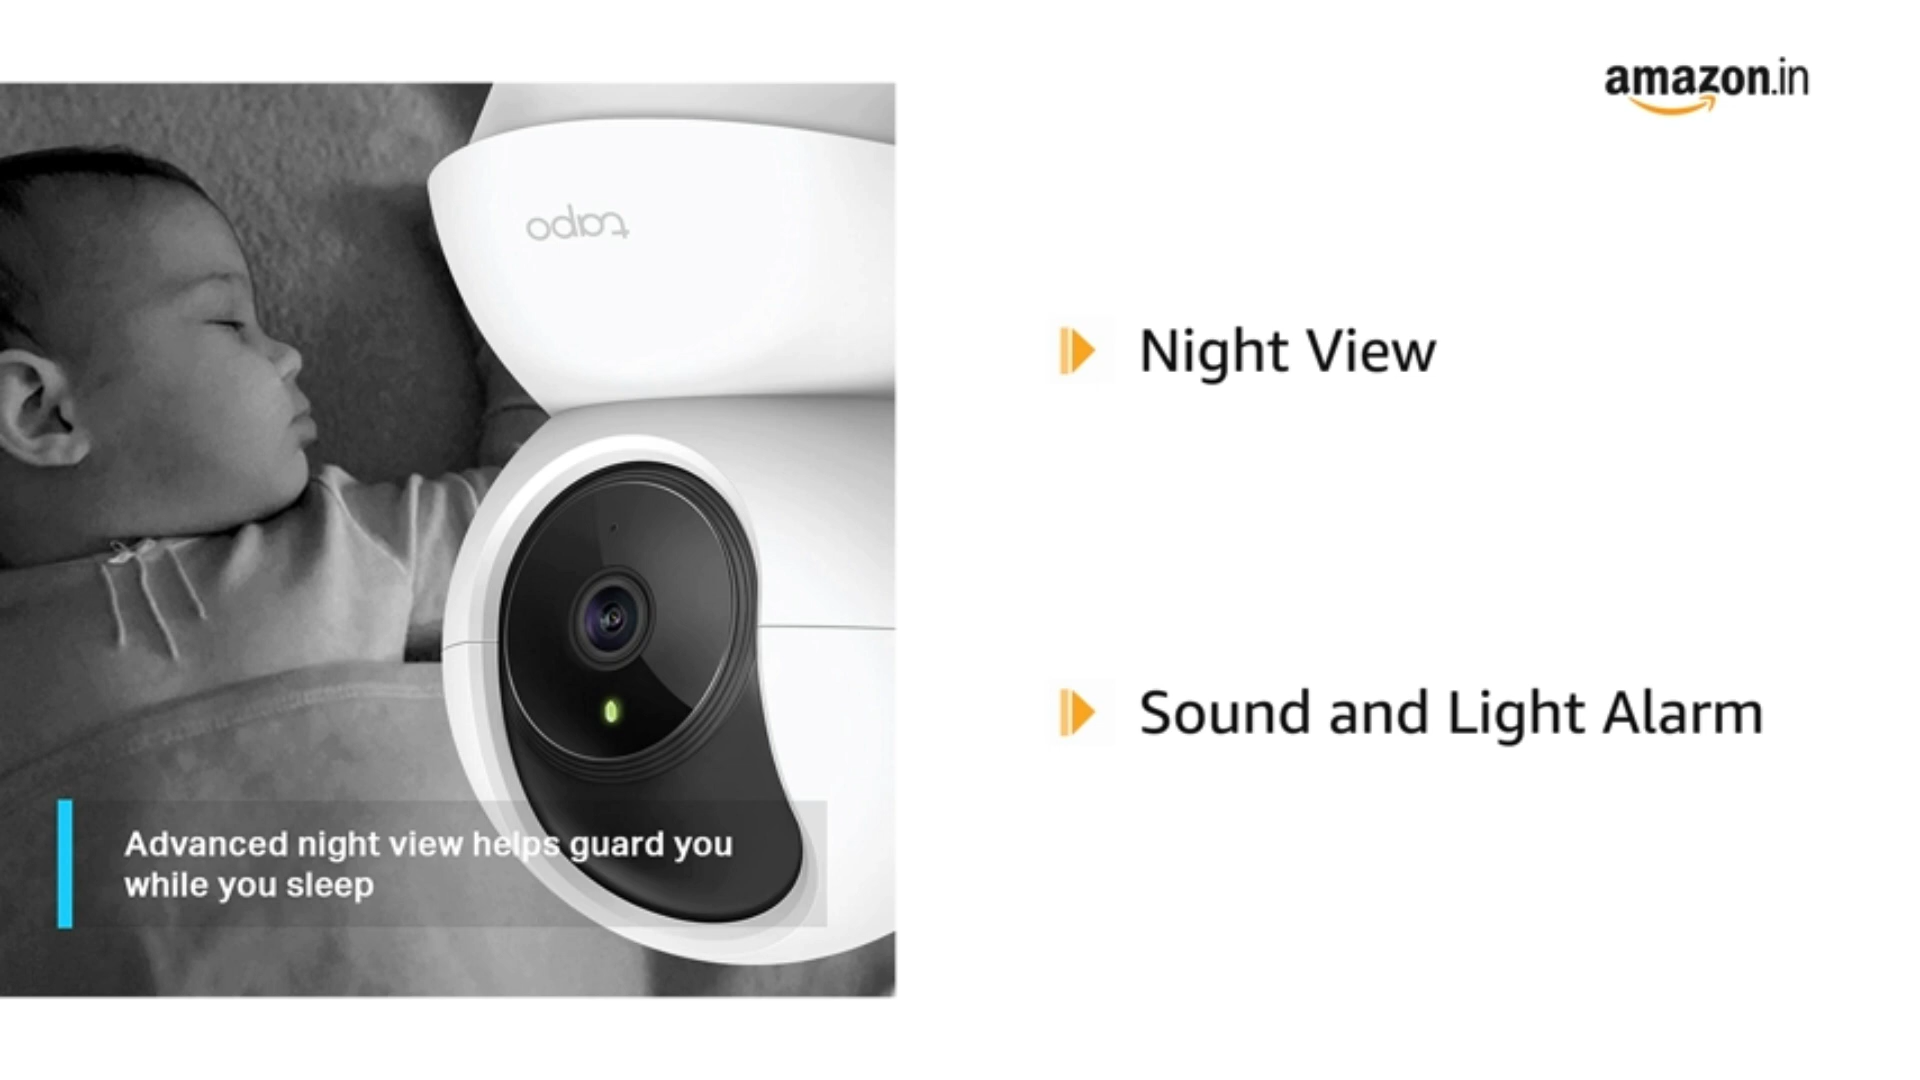 amazon.in
tapo
Night View
Sound and Light Alarm
Advanced night view helps guard you
while you sleep